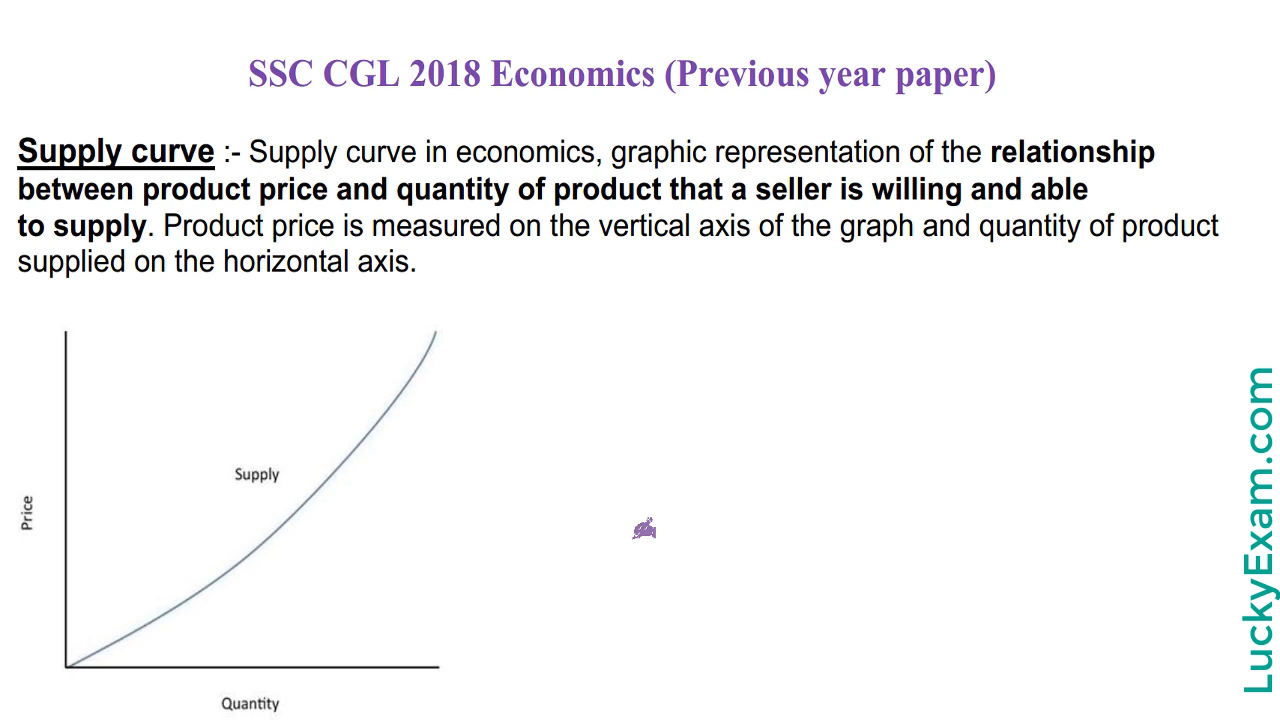 SSC CGL 2018 Economics (Previous year paper)
Supply curve :- Supply curve in economics, graphic representation of the relationship
between product price and quantity of product that a seller is willing and able
to supply. Product price is measured on the vertical axis of the graph and quantity of product
supplied on the horizontal axis.
Supply
Price
Quantity
LuckyExam.com